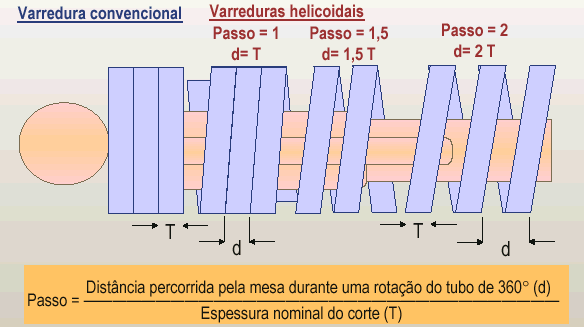 Varredura convencional
Varreduras helicoidais
Passo = 1
d= T
Passo = 1,5
d= 1,5 T
Passo = 2
d= 2 T
T
d
T
d
Passo =
Distância percorrida pela mesa durante uma rotação do tubo de 360° (d)
Espessura nominal do corte (T)